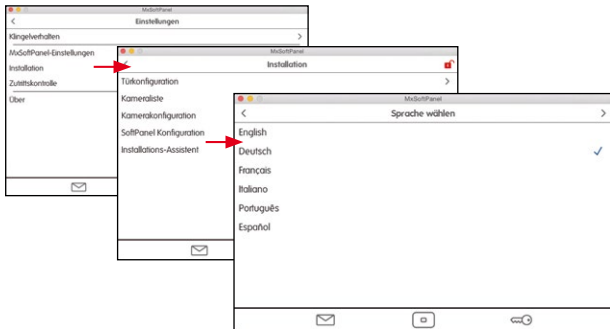 MxSoftPanel
Einstellungen
Klingelverhalten
MxSoftPanel-Einstellungen
Installation
Zutrittskontrolle
Über
MxSoftPanel
Installation
Türkonfiguration
Kameraliste
Kamerakonfiguration
SoftPanel Konfiguration
Installations-Assistent
MxSoftPanel
Sprache wählen
English
Deutsch
Français
Italiano
Português
Español